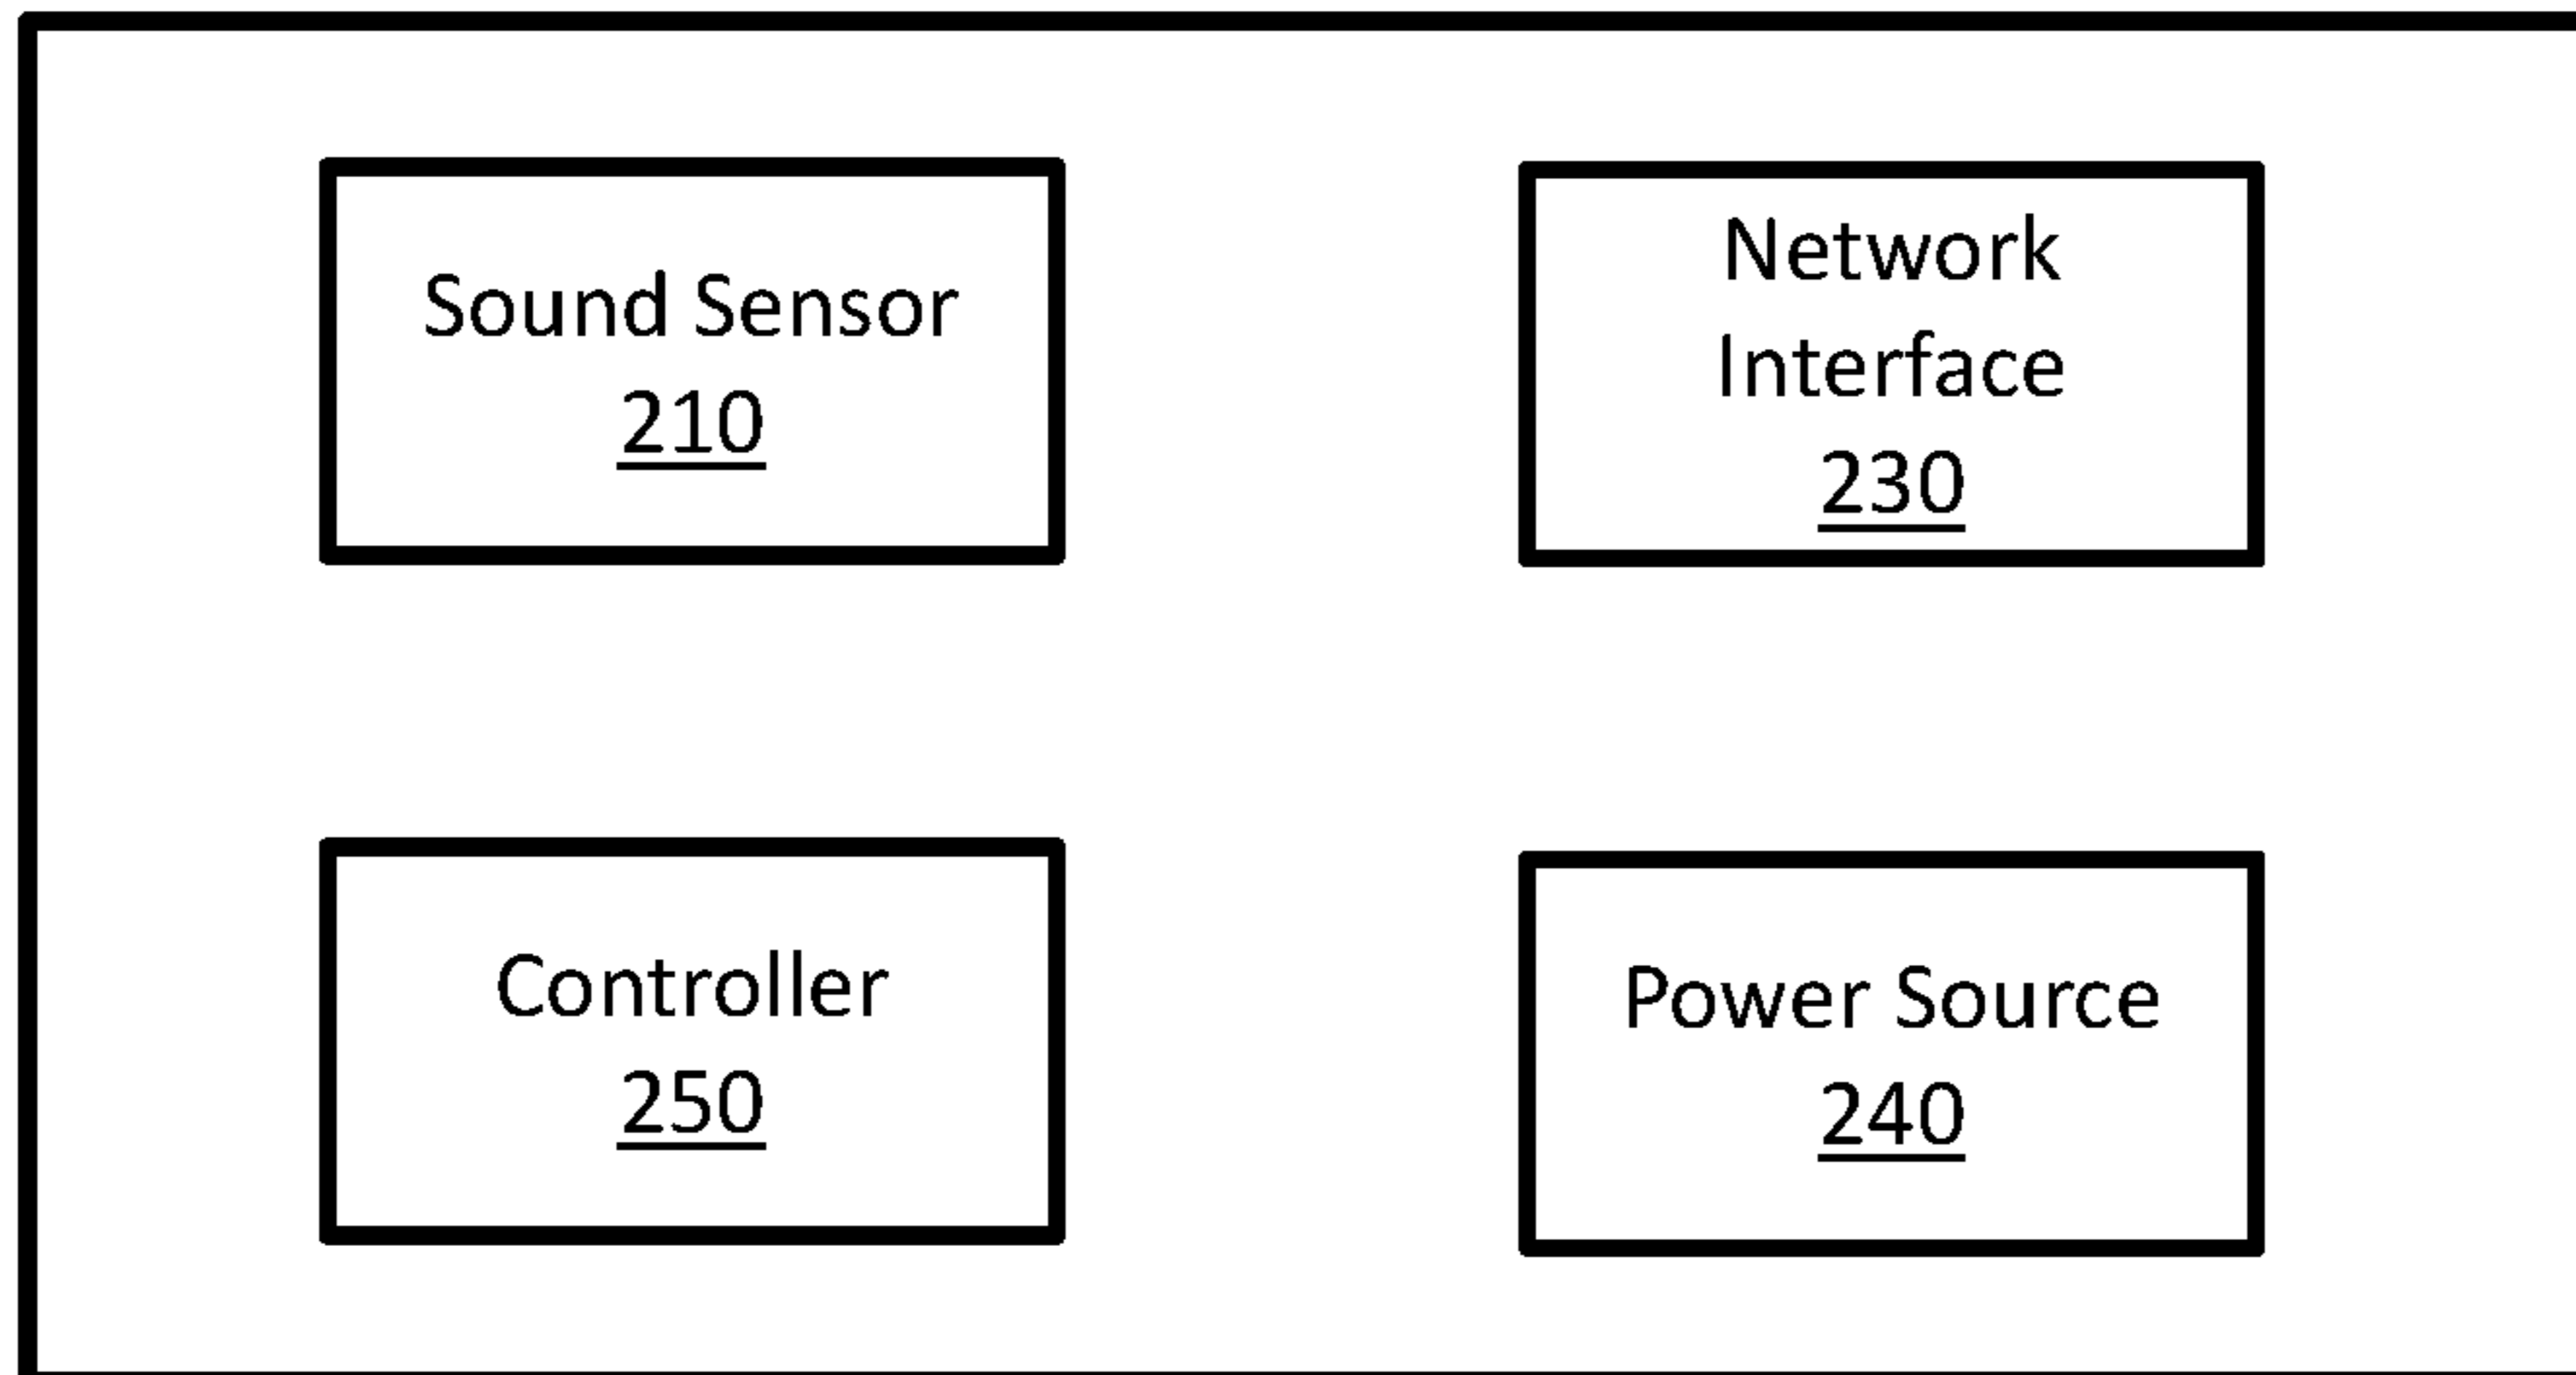 Sound Sensor
210
Network
Interface
230
Controller
250
Power Source
240